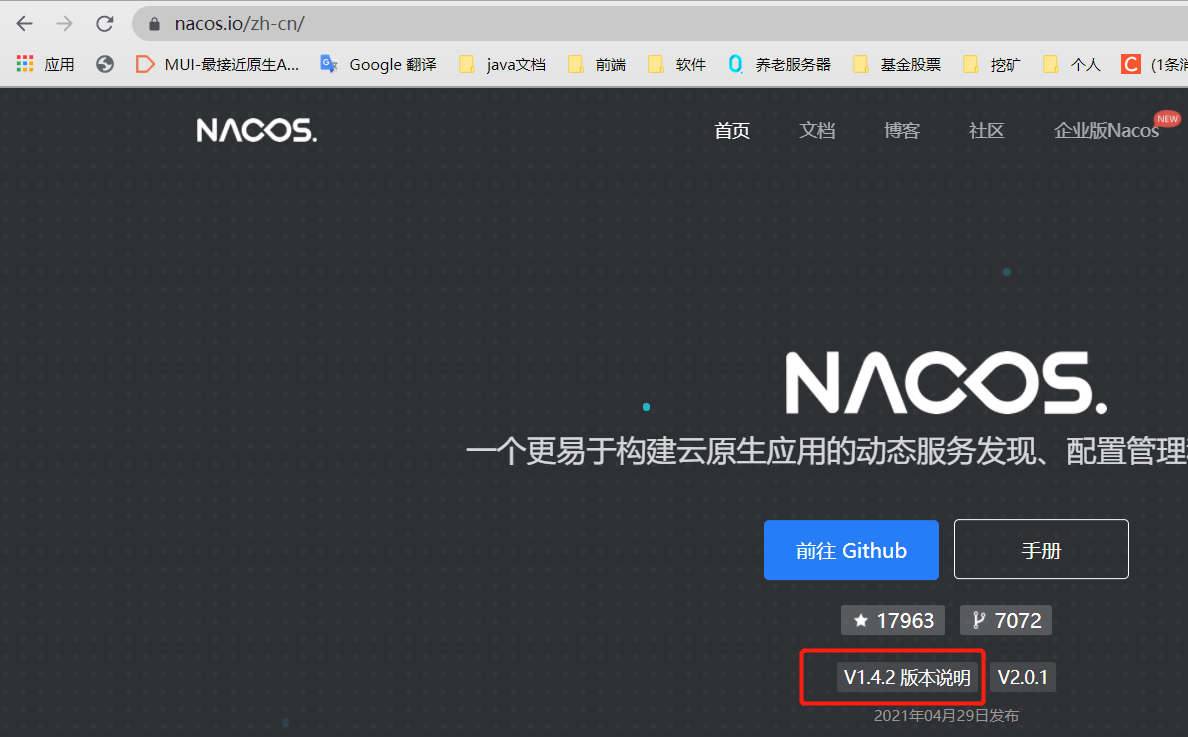 nacos.io/zh-cn/
应用 MUI-最接近原生A... Google 翻译 java文档 前端 软件 养老服务器 基金股票 挖矿 个人 C (1条消
NACOS. 首页 文档 博客 社区 企业版Nacos NEW
NACOS.
一个更易于构建云原生应用的动态服务发现、配置管理
前往 Github 手册
17963 7072
V1.4.2 版本说明 V2.0.1
2021年04月29日发布